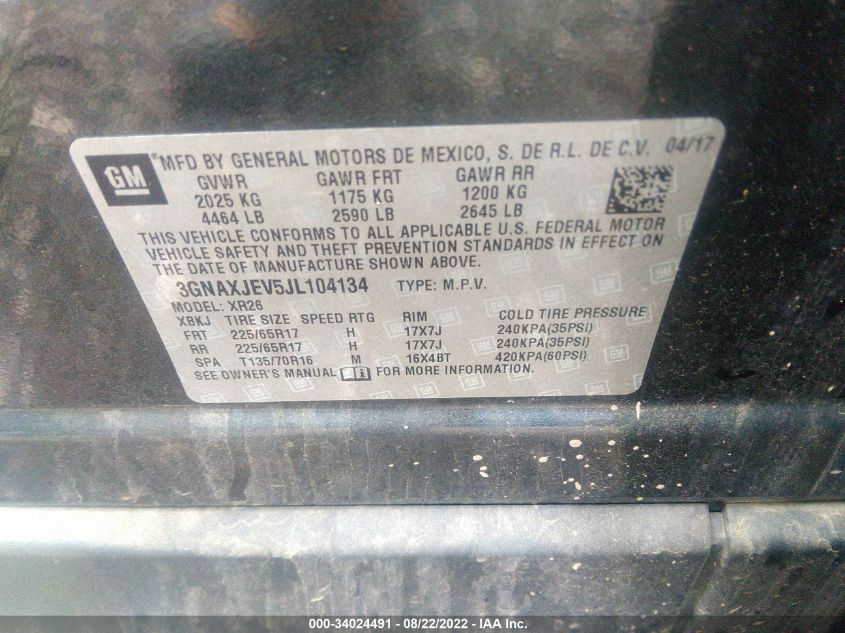 GM
MFD BY GENERAL MOTORS DE MEXICO, S. DE R.L. DE C.V. 04/17
GVWR GAWR FRT GAWR RR
2025 KG 1175 KG 1200 KG
4464 LB 2590 LB 2645 LB
THIS VEHICLE CONFORMS TO ALL APPLICABLE U.S. FEDERAL MOTOR
VEHICLE SAFETY AND THEFT PREVENTION STANDARDS IN EFFECT ON
THE DATE OF MANUFACTURE SHOWN ABOVE.
3GNAXJEV5JL104134 TYPE: M.P.V.
MODEL: XR26
XBKJ TIRE SIZE SPEED RTG RIM COLD TIRE PRESSURE
FRT 225/65R17 H 17X7J 240KPA(35PSI)
RR 225/65R17 H 17X7J 240KPA(35PSI)
SPA T135/70R16 M 16X4BT 420KPA(60PSI)
SEE OWNER'S MANUAL FOR MORE INFORMATION.
000-34024491 - 08/22/2022 - © IAA Inc.